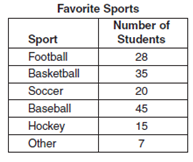 Favorite Sports
Sport Number of Students
Football 28
Basketball 35
Soccer 20
Baseball 45
Hockey 15
Other 7